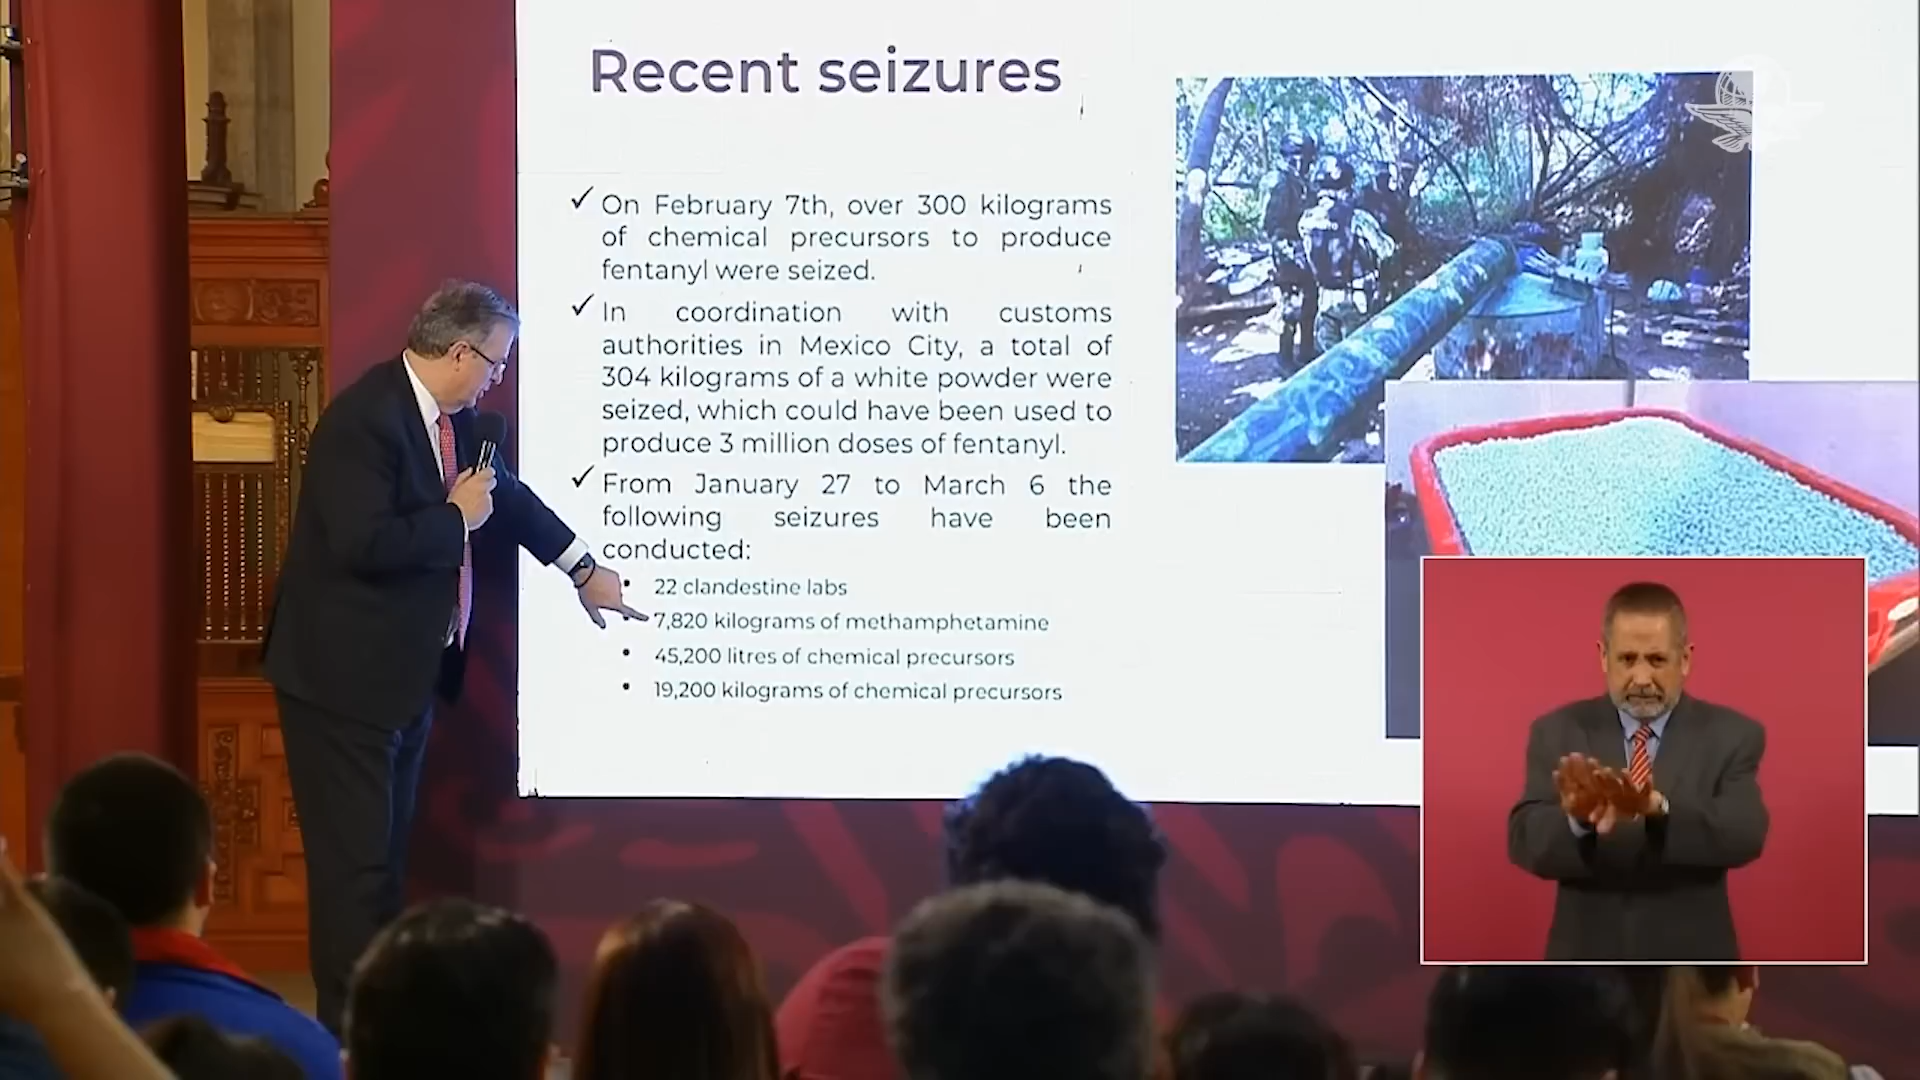 Recent seizures
✓ On February 7th, over 300 kilograms
of chemical precursors to produce
fentanyl were seized.
✓ In coordination with customs
authorities in Mexico City, a total of
304 kilograms of a white powder were
seized, which could have been used to
produce 3 million doses of fentanyl.
✓ From January 27 to March 6 the
following seizures have been
conducted:
• 22 clandestine labs
• 7,820 kilograms of methamphetamine
• 45,200 litres of chemical precursors
• 19,200 kilograms of chemical precursors